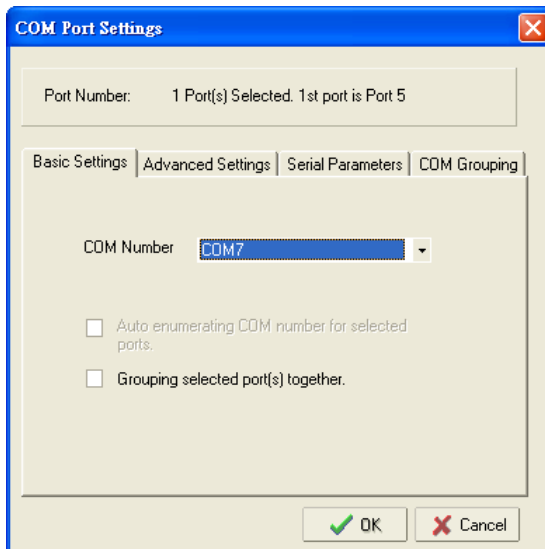 COM Port Settings
Port Number: 1 Port(s) Selected. 1st port is Port 5
Basic Settings Advanced Settings Serial Parameters COM Grouping
COM Number COM7
Auto enumerating COM number for selected
ports.
Grouping selected port(s) together.
OK Cancel